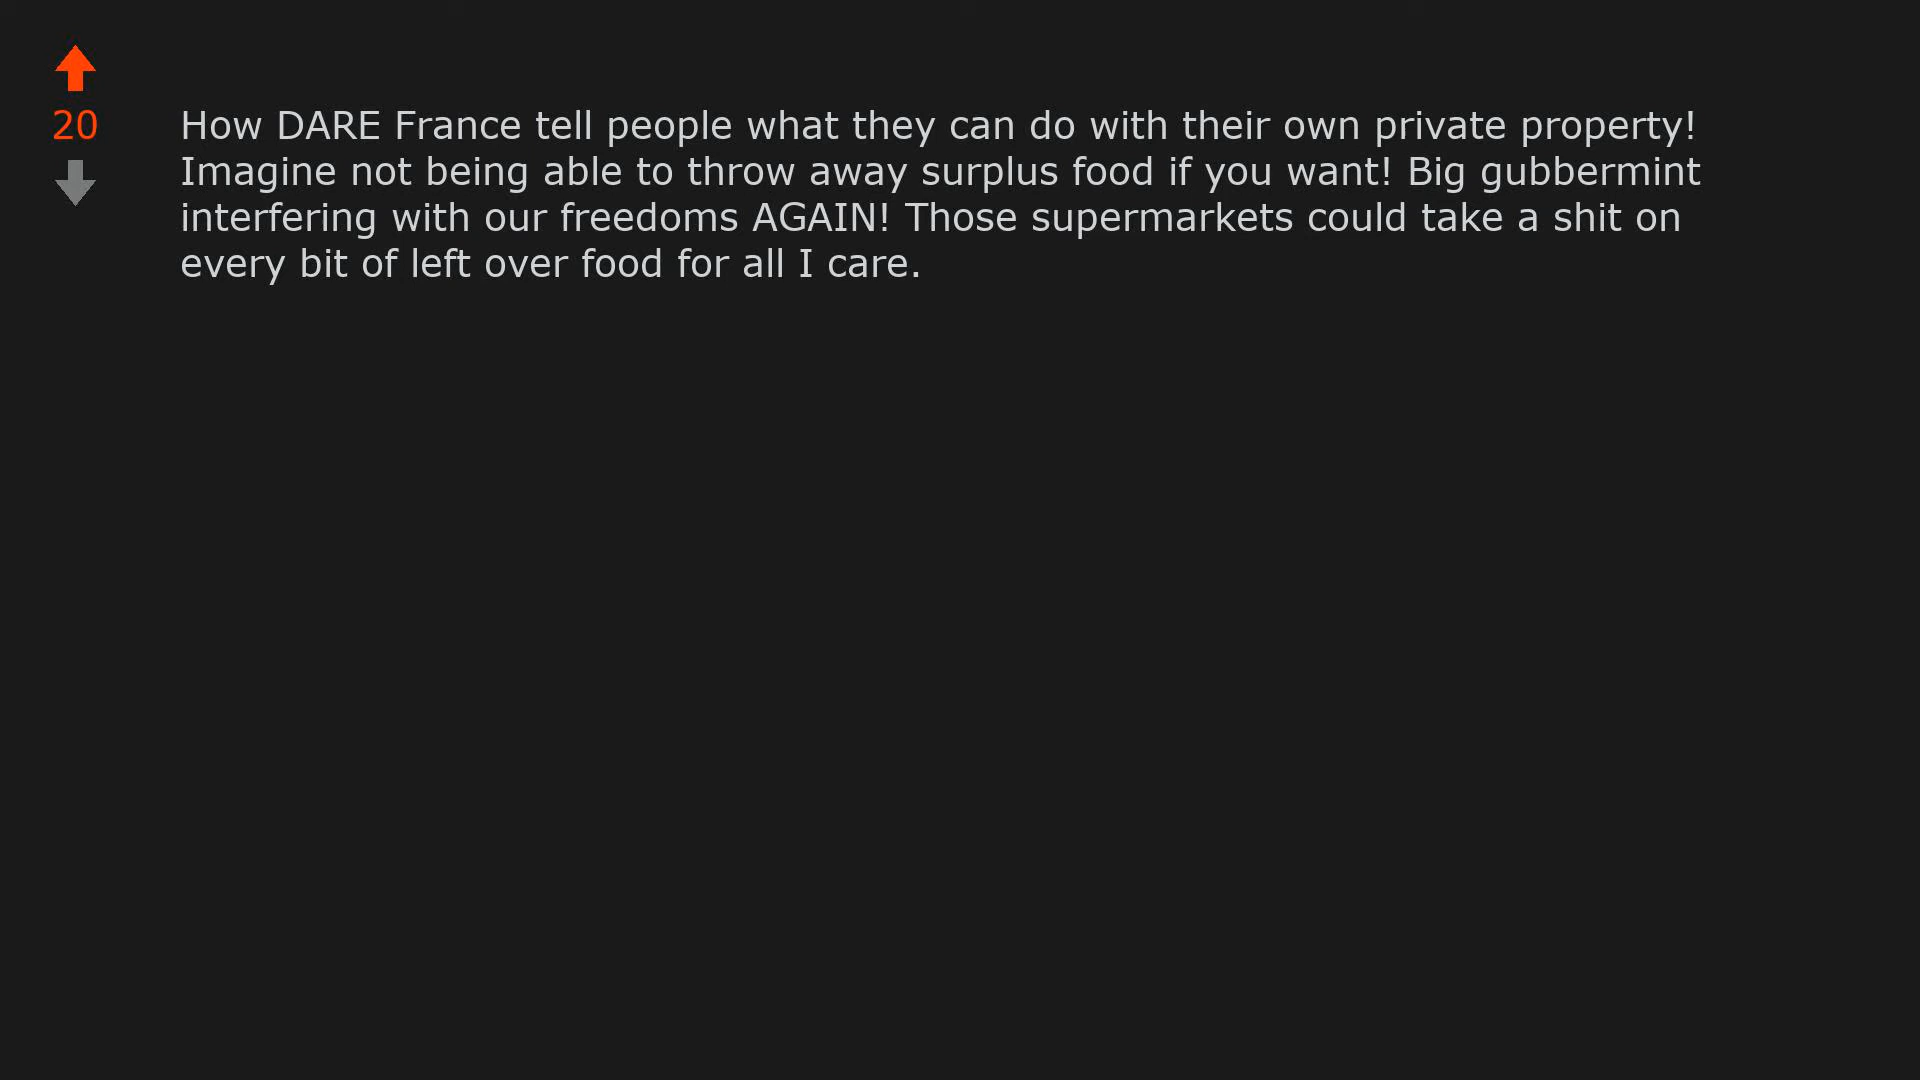 20
How DARE France tell people what they can do with their own private property!
Imagine not being able to throw away surplus food if you want! Big gubbermint
interfering with our freedoms AGAIN! Those supermarkets could take a shit on
every bit of left over food for all I care.